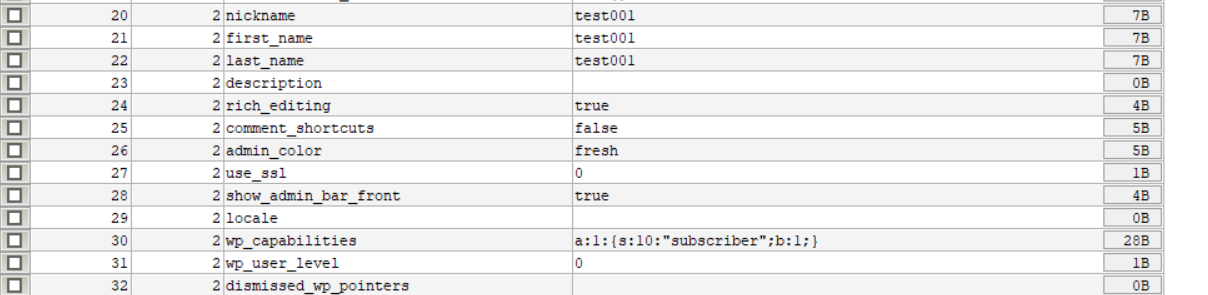 20 2 nickname test001 7B
21 2 first_name test001 7B
22 2 last_name test001 7B
23 2 description 0B
24 2 rich_editing true 4B
25 2 comment_shortcuts false 5B
26 2 admin_color fresh 5B
27 2 use_ssl 0 1B
28 2 show_admin_bar_front true 4B
29 2 locale 0B
30 2 wp_capabilities a:1:{s:10:"subscriber";b:1;} 28B
31 2 wp_user_level 0 1B
32 2 dismissed_wp_pointers 0B